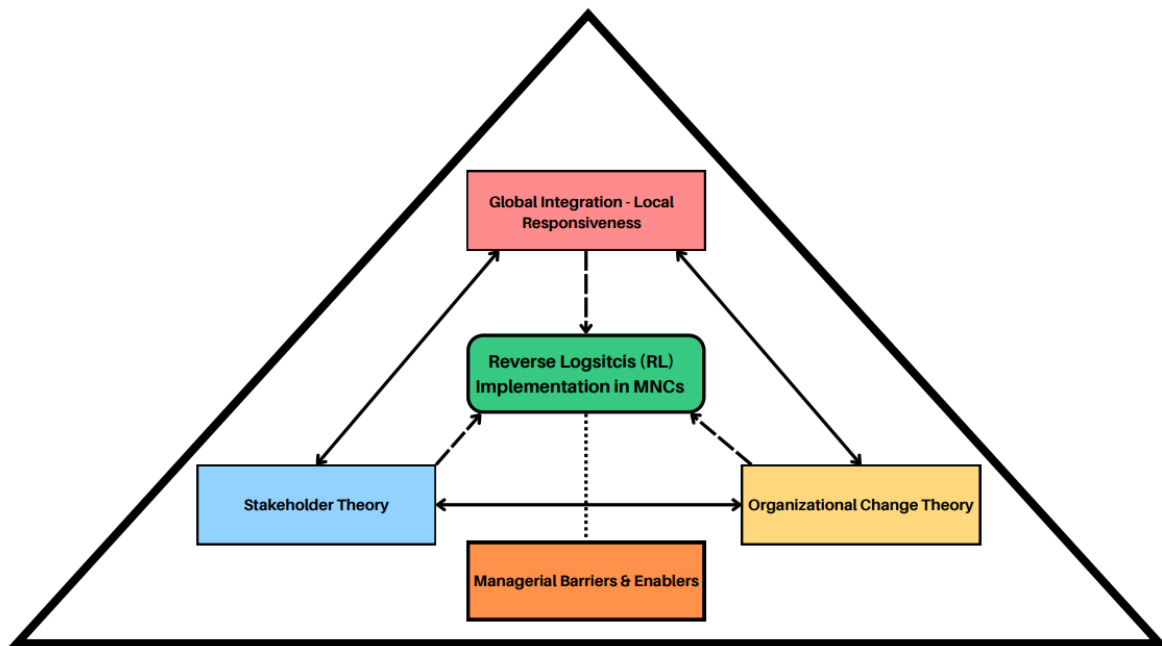 Global Integration - Local
Responsiveness
Reverse Logsitcis (RL)
Implementation in MNCs
Stakeholder Theory
Organizational Change Theory
Managerial Barriers & Enablers